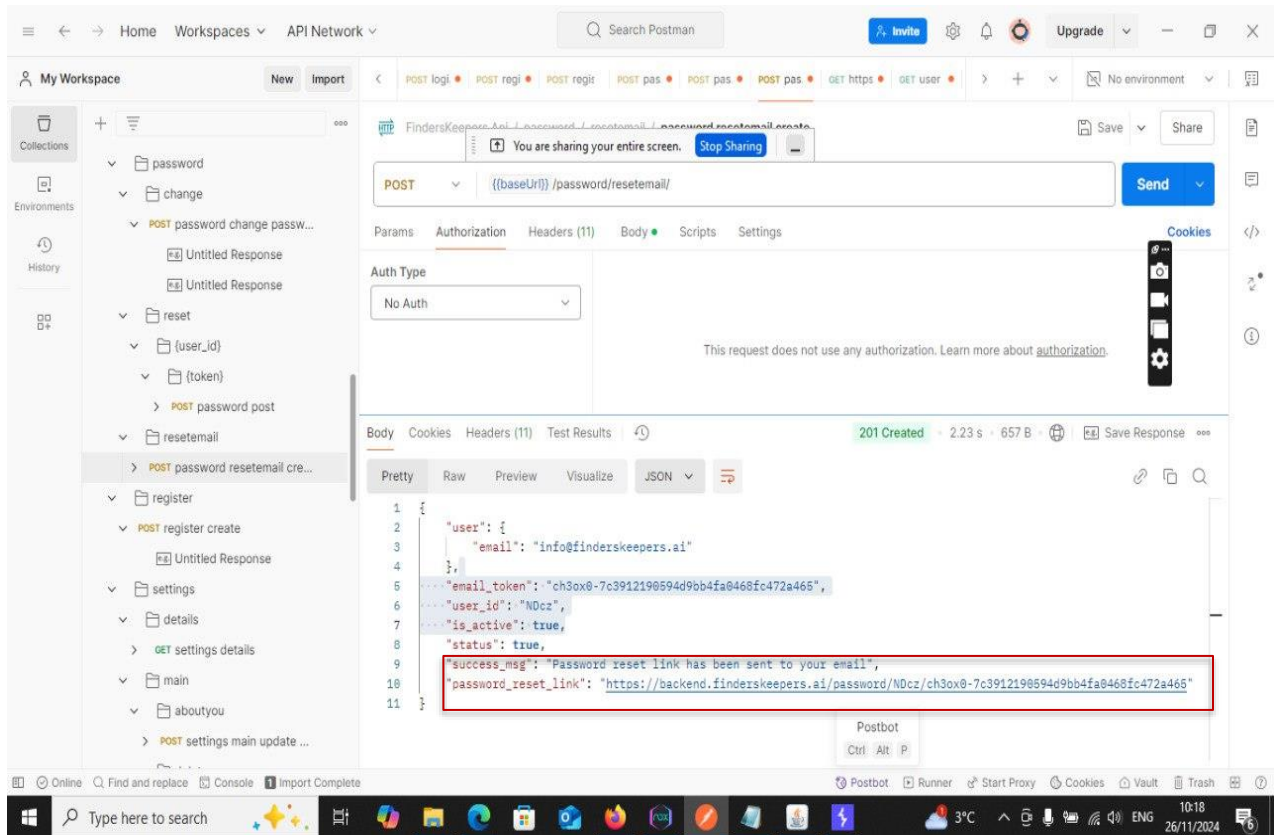 Home Workspaces API Network Search Postman Invite Upgrade
My Workspace New Import POST logi. POST regi POST regis POST pas POST pas POST pas. GET https GET user No environment
Collections
Environments
History
password
change
POST password change passw...
e.g. Untitled Response
e.g. Untitled Response
reset
{user_id}
{token}
POST password post
resetemail
POST password resetemail cre...
register
POST register create
e.g. Untitled Response
settings
details
GET settings details
main
aboutyou
POST settings main update ...
HTTP FindersKeepers Api / password / resetemail / password resetemail create Save Share
You are sharing your entire screen. Stop Sharing
POST {{baseUrl}} /password/resetemail/ Send
Params Authorization Headers (11) Body Scripts Settings Cookies
Auth Type
No Auth
This request does not use any authorization. Learn more about authorization.
Body Cookies Headers (11) Test Results 201 Created 2.23 s 657 B e.g. Save Response
Pretty Raw Preview Visualize JSON
1 {
2 "user": {
3 "email": "info@finderskeepers.ai"
4 },
5 "email_token": "ch3ox0-7c3912190594d9bb4fa0468fc472a465",
6 "user_id": "NDcz",
7 "is_active": true,
8 "status": true,
9 "success_msg": "Password reset link has been sent to your email",
10 "password_reset_link": "https://backend.finderskeepers.ai/password/NDcz/ch3ox0-7c3912190594d9bb4fa0468fc472a465"
11 }
Postbot
Ctrl Alt P
Online Find and replace Console 1 Import Complete Postbot Runner Start Proxy Cookies Vault Trash
Type here to search 3°C ENG 10:18
26/11/2024 6